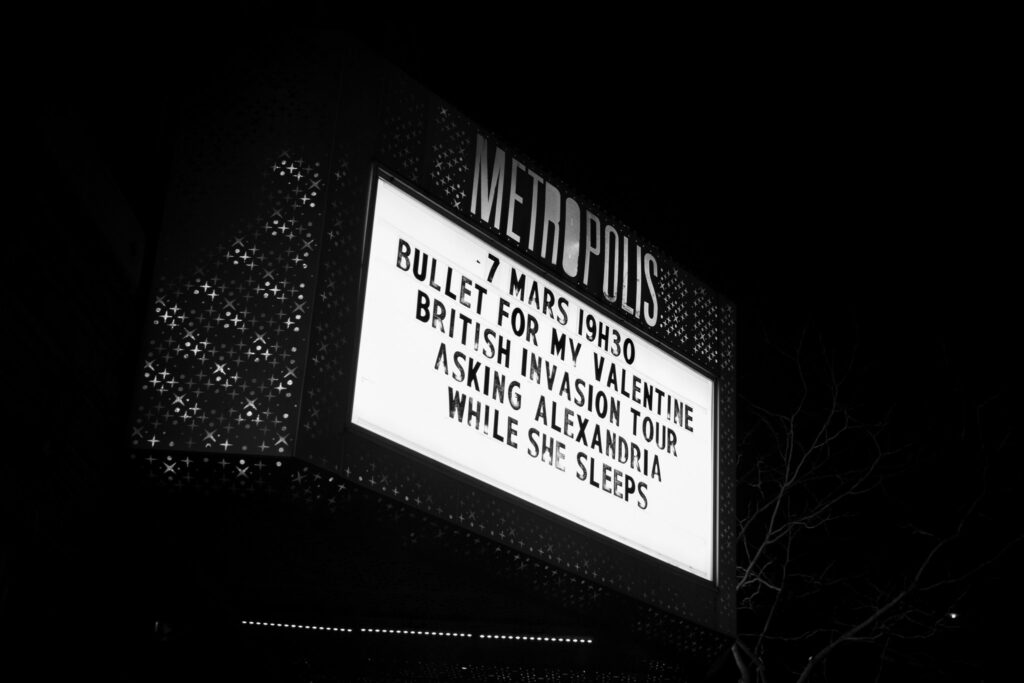 METROPOLIS
7 MARS 19H30
BULLET FOR MY VALENTINE
BRITISH INVASION TOUR
ASKING ALEXANDRIA
WHILE SHE SLEEPS